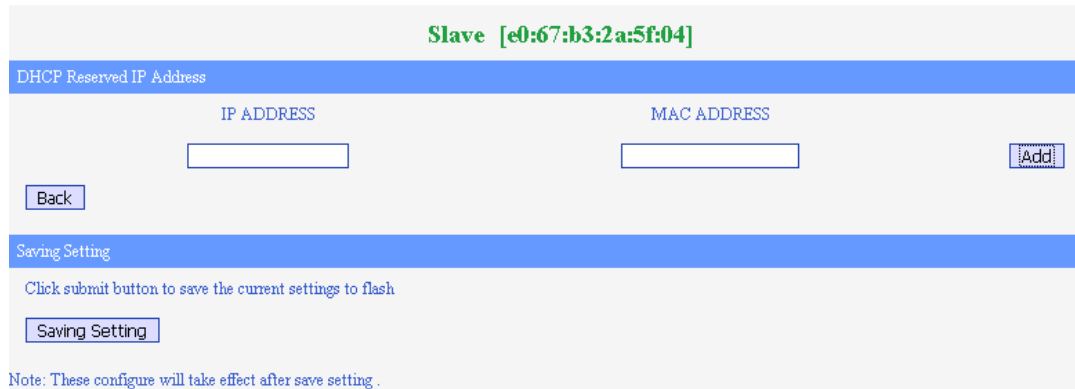 Slave [e0:67:b3:2a:5f:04]
DHCP Reserved IP Address
IP ADDRESS MAC ADDRESS
Add
Back
Saving Setting
Click submit button to save the current settings to flash
Saving Setting
Note: These configure will take effect after save setting .